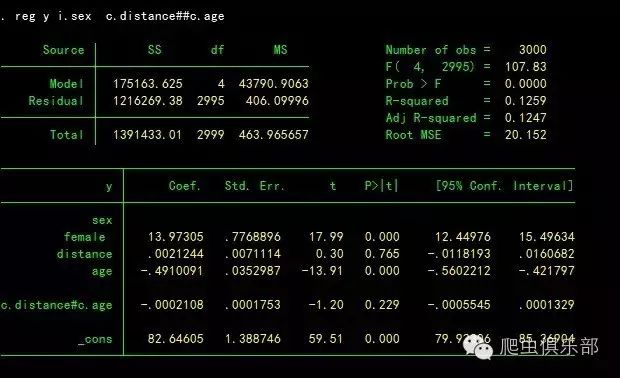 . reg y i.sex  c.distance##c.age
Source SS df MS Number of obs = 3000
F( 4, 2995) = 107.83
Model 175163.625 4 43790.9063 Prob > F = 0.0000
Residual 1216269.38 2995 406.09996 R-squared = 0.1259
Adj R-squared = 0.1247
Total 1391433.01 2999 463.965657 Root MSE = 20.152
y Coef. Std. Err. t P>|t| [95% Conf. Interval]
sex
female 13.97305 .7768896 17.99 0.000 12.44976 15.49634
distance .0021244 .0071114 0.30 0.765 -.0118193 .0160682
age -.4910091 .0352987 -13.91 0.000 -.5602212 -.421797
c.distance#c.age -.0002108 .0001753 -1.20 0.229 -.0005545 .0001329
_cons 82.64605 1.388746 59.51 0.000
爬虫俱乐部